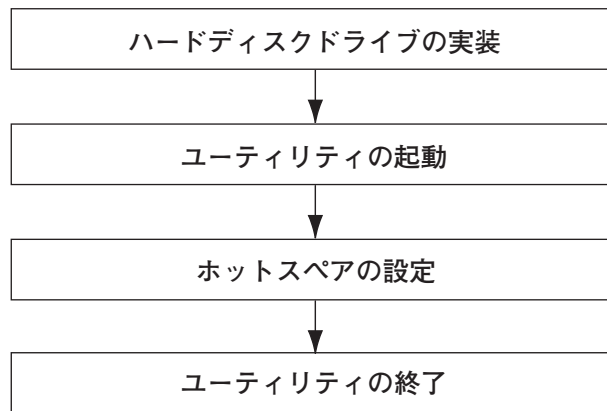 ハードディスクドライブの実装
ユーティリティの起動
ホットスペアの設定
ユーティリティの終了